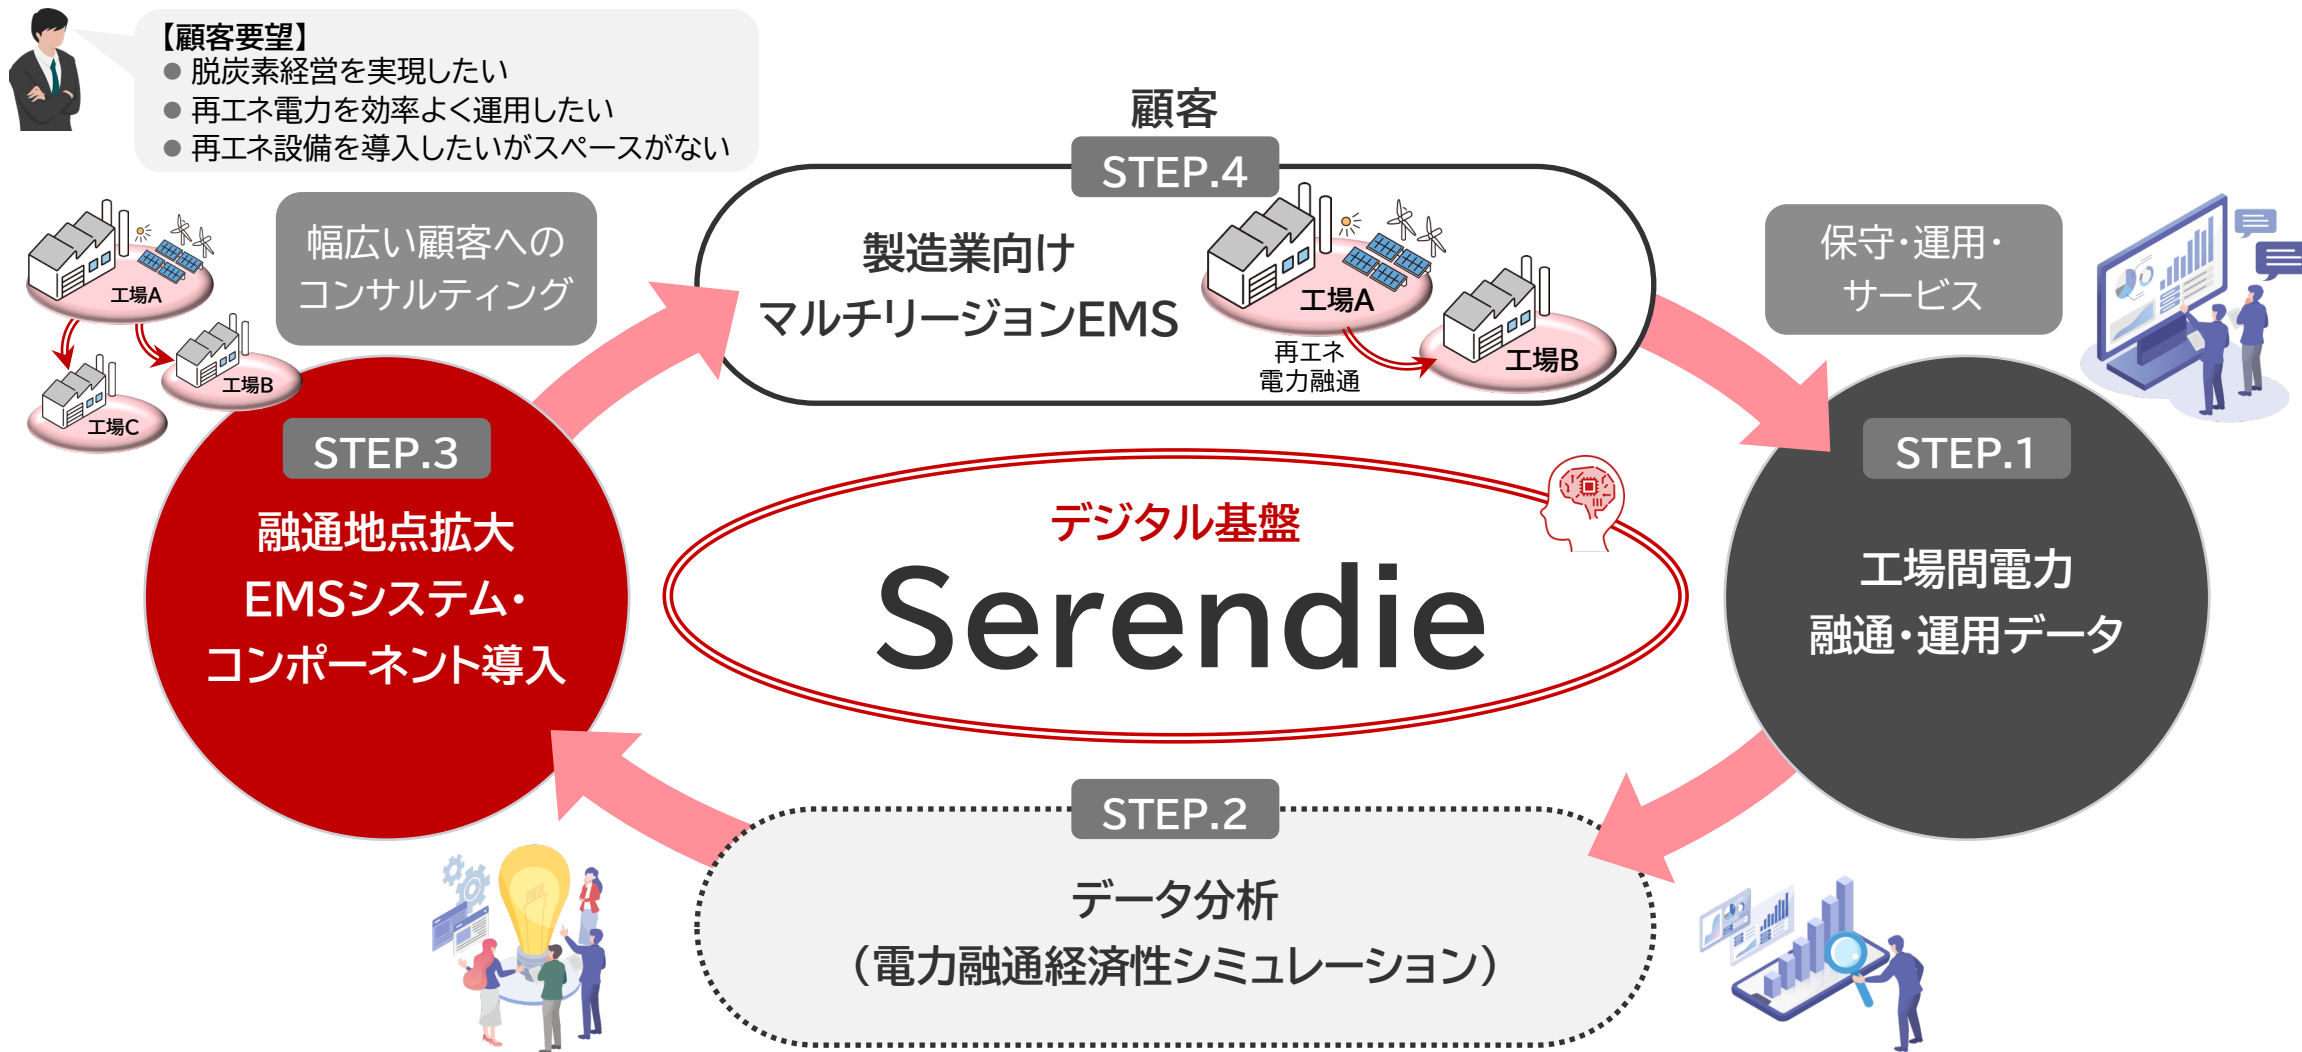 【顧客要望】
● 脱炭素経営を実現したい
● 再エネ電力を効率よく運用したい
● 再エネ設備を導入したいがスペースがない
顧客
STEP.4
製造業向け
マルチリージョンEMS
工場A
再エネ
電力融通
工場B
幅広い顧客への
コンサルティング
工場A
工場B
工場C
保守・運用・
サービス
STEP.1
工場間電力
融通・運用データ
STEP.3
融通地点拡大
EMSシステム・
コンポーネント導入
デジタル基盤
Serendie
STEP.2
データ分析
（電力融通経済性シミュレーション）